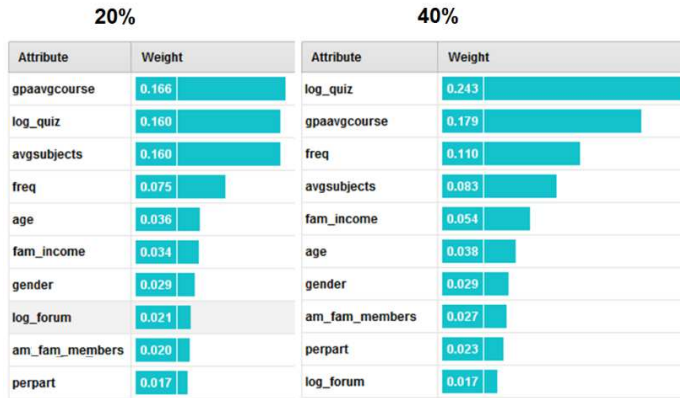 20%
40%
Attribute Weight
gpaavgcourse 0.166
log_quiz 0.160
avgsubjects 0.160
freq 0.075
age 0.036
fam_income 0.034
gender 0.029
log_forum 0.021
am_fam_members 0.020
perpart 0.017
Attribute Weight
log_quiz 0.243
gpaavgcourse 0.179
freq 0.110
avgsubjects 0.083
fam_income 0.054
age 0.038
gender 0.029
am_fam_members 0.027
perpart 0.023
log_forum 0.017